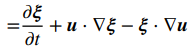 = ∂ξ/∂t + u · ∇ξ − ξ · ∇u